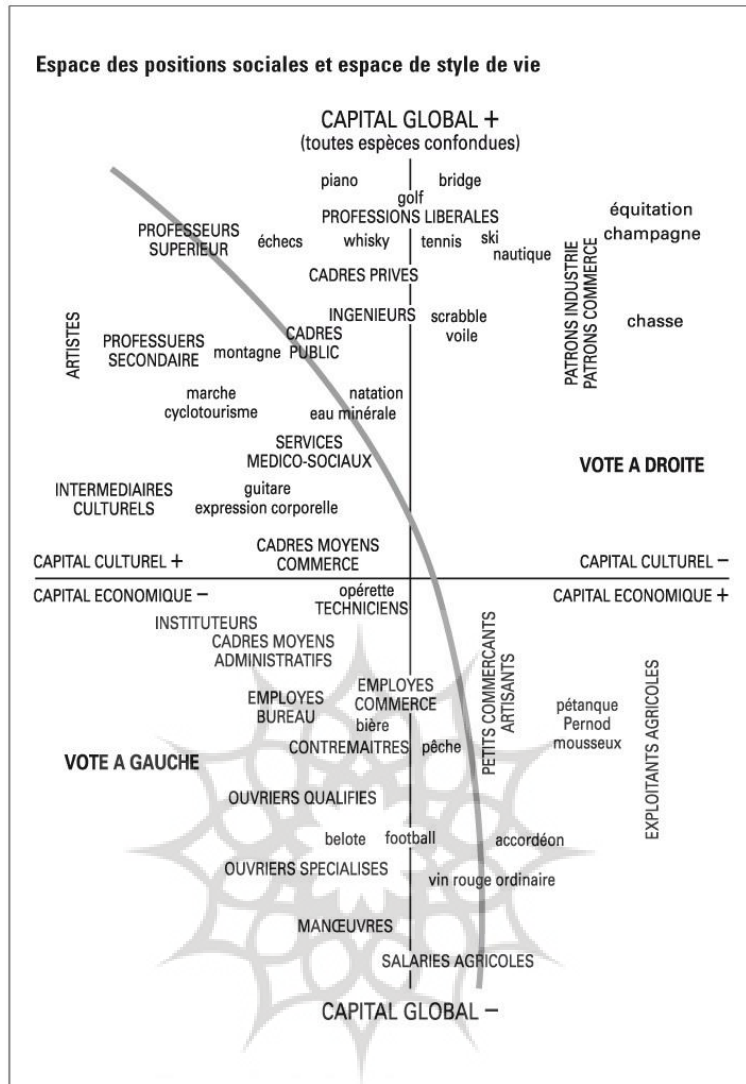 Espace des positions sociales et espace de style de vie
CAPITAL GLOBAL +
(toutes espèces confondues)
piano
bridge
golf
PROFESSIONS LIBERALES
équitation
champagne
PROFESSEURS
SUPERIEUR
échecs
whisky
tennis
ski
nautique
CADRES PRIVES
PATRONS INDUSTRIE
PATRONS COMMERCE
INGENIEURS
scrabble
voile
chasse
ARTISTES
PROFESSUERS
SECONDAIRE
montagne
CADRES
PUBLIC
marche
cyclotourisme
natation
eau minérale
SERVICES
MEDICO-SOCIAUX
VOTE A DROITE
INTERMEDIAIRES
CULTURELS
guitare
expression corporelle
CADRES MOYENS
COMMERCE
CAPITAL CULTUREL +
CAPITAL CULTUREL −
CAPITAL ECONOMIQUE −
CAPITAL ECONOMIQUE +
opérette
TECHNICIENS
INSTITUTEURS
CADRES MOYENS
ADMINISTRATIFS
PETITS COMMERCANTS
ARTISANTS
EXPLOITANTS AGRICOLES
EMPLOYES
BUREAU
EMPLOYES
COMMERCE
bière
pétanque
Pernod
mousseux
CONTREMAITRES
pêche
VOTE A GAUCHE
OUVRIERS QUALIFIES
belote
football
accordéon
OUVRIERS SPECIALISES
vin rouge ordinaire
MANŒUVRES
SALARIES AGRICOLES
CAPITAL GLOBAL −